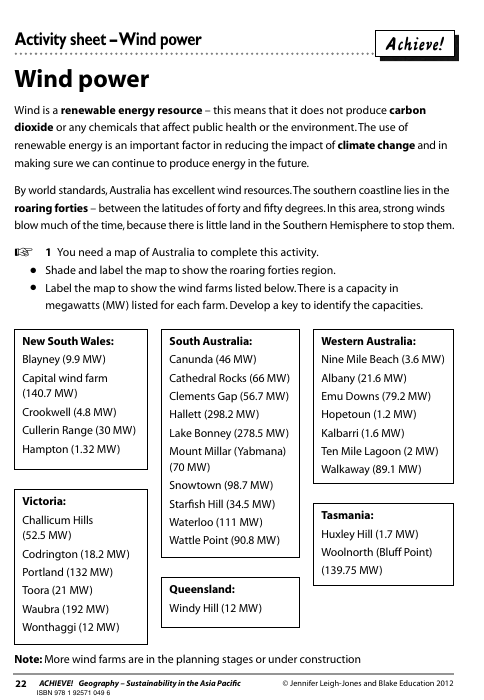 Activity sheet – Wind power
Achieve!
Wind power
Wind is a renewable energy resource – this means that it does not produce carbon
dioxide or any chemicals that affect public health or the environment. The use of
renewable energy is an important factor in reducing the impact of climate change and in
making sure we can continue to produce energy in the future.
By world standards, Australia has excellent wind resources. The southern coastline lies in the
roaring forties – between the latitudes of forty and fifty degrees. In this area, strong winds
blow much of the time, because there is little land in the Southern Hemisphere to stop them.
1 You need a map of Australia to complete this activity.
● Shade and label the map to show the roaring forties region.
● Label the map to show the wind farms listed below. There is a capacity in
megawatts (MW) listed for each farm. Develop a key to identify the capacities.
New South Wales:
Blayney (9.9 MW)
Capital wind farm
(140.7 MW)
Crookwell (4.8 MW)
Cullerin Range (30 MW)
Hampton (1.32 MW)
Victoria:
Challicum Hills
(52.5 MW)
Codrington (18.2 MW)
Portland (132 MW)
Toora (21 MW)
Waubra (192 MW)
Wonthaggi (12 MW)
South Australia:
Canunda (46 MW)
Cathedral Rocks (66 MW)
Clements Gap (56.7 MW)
Hallett (298.2 MW)
Lake Bonney (278.5 MW)
Mount Millar (Yabmana)
(70 MW)
Snowtown (98.7 MW)
Starfish Hill (34.5 MW)
Waterloo (111 MW)
Wattle Point (90.8 MW)
Queensland:
Windy Hill (12 MW)
Western Australia:
Nine Mile Beach (3.6 MW)
Albany (21.6 MW)
Emu Downs (79.2 MW)
Hopetoun (1.2 MW)
Kalbarri (1.6 MW)
Ten Mile Lagoon (2 MW)
Walkaway (89.1 MW)
Tasmania:
Huxley Hill (1.7 MW)
Woolnorth (Bluff Point)
(139.75 MW)
Note: More wind farms are in the planning stages or under construction
22 ACHIEVE! Geography – Sustainability in the Asia Pacific © Jennifer Leigh-Jones and Blake Education 2012
ISBN 978 1 92571 049 6